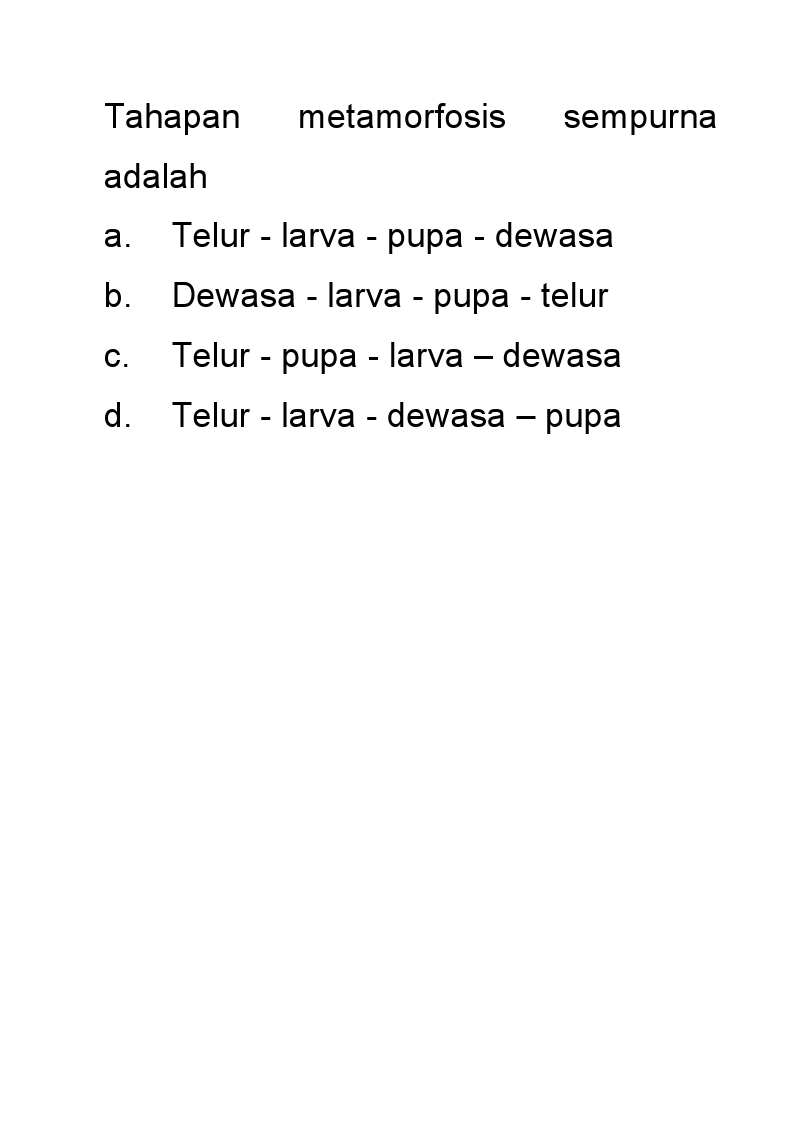 Tahapan metamorfosis sempurna
adalah
a. Telur - larva - pupa - dewasa
b. Dewasa - larva - pupa - telur
c. Telur - pupa - larva – dewasa
d. Telur - larva - dewasa – pupa